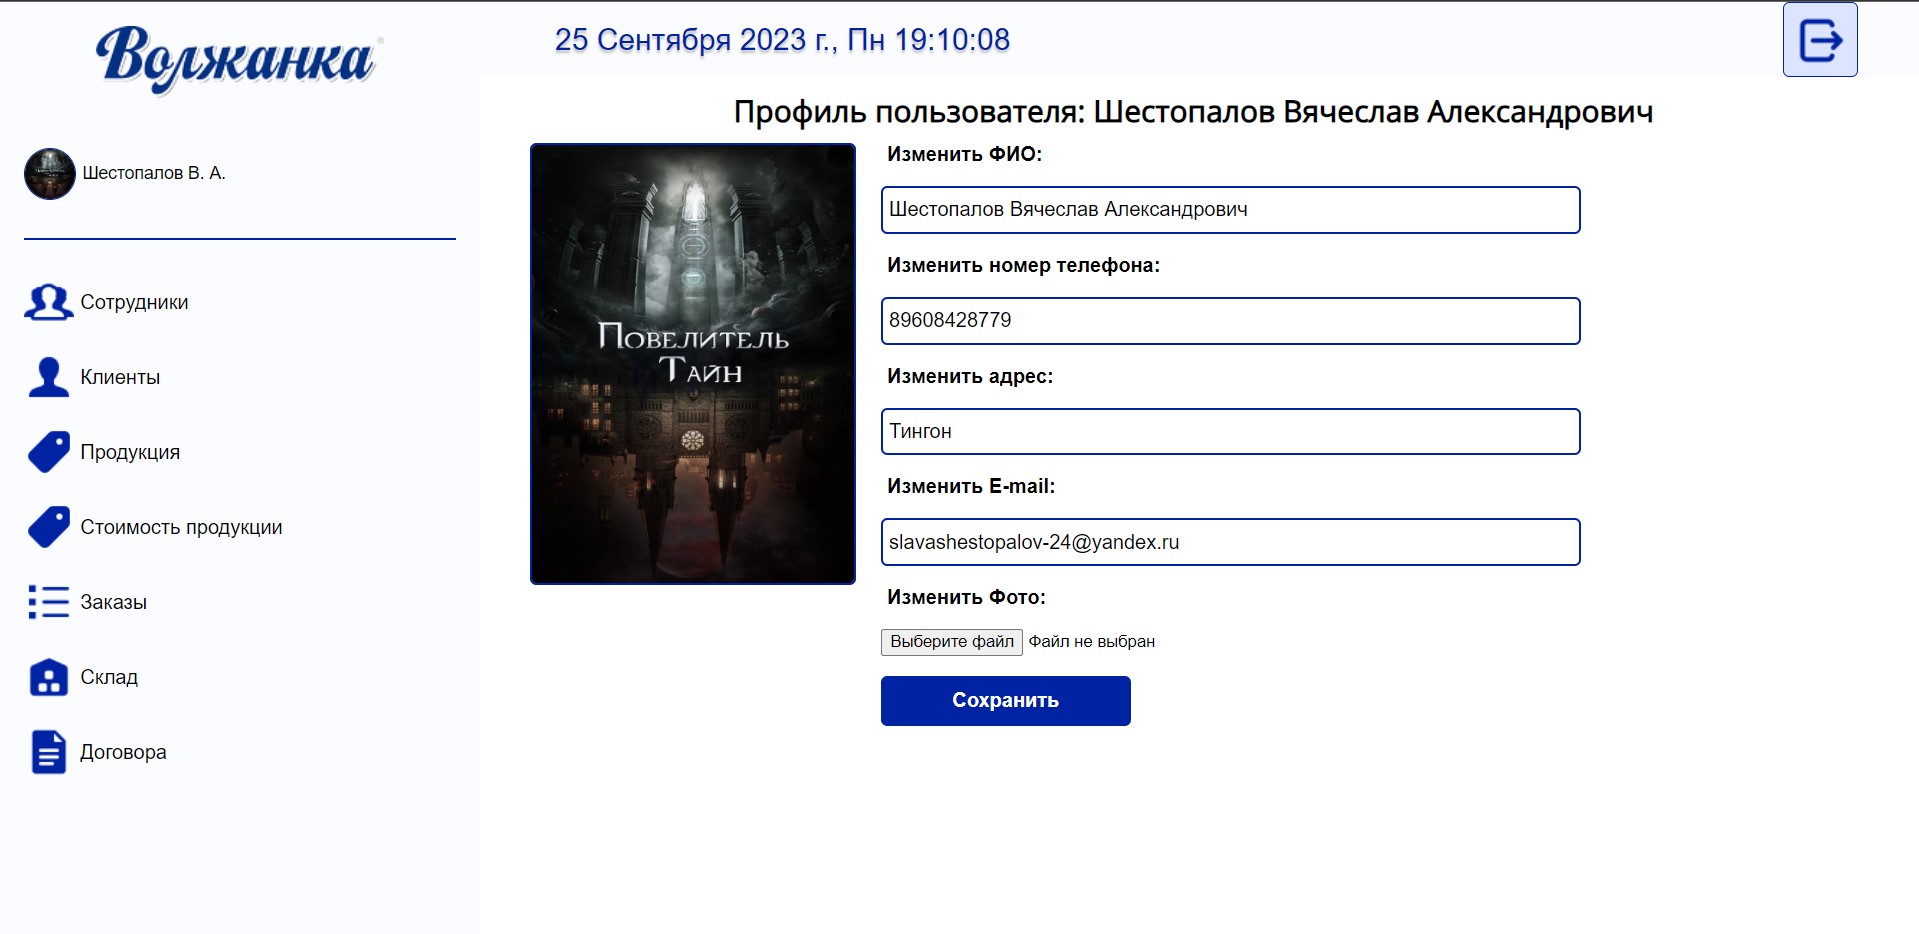 Волжанка
25 Сентября 2023 г., Пн 19:10:08
Шестопалов В. А.
Сотрудники
Клиенты
Продукция
Стоимость продукции
Заказы
Склад
Договора
Профиль пользователя: Шестопалов Вячеслав Александрович
Повелитель
Тайн
Изменить ФИО:
Шестопалов Вячеслав Александрович
Изменить номер телефона:
89608428779
Изменить адрес:
Тингон
Изменить E-mail:
slavashestopalov-24@yandex.ru
Изменить Фото:
Выберите файл Файл не выбран
Сохранить